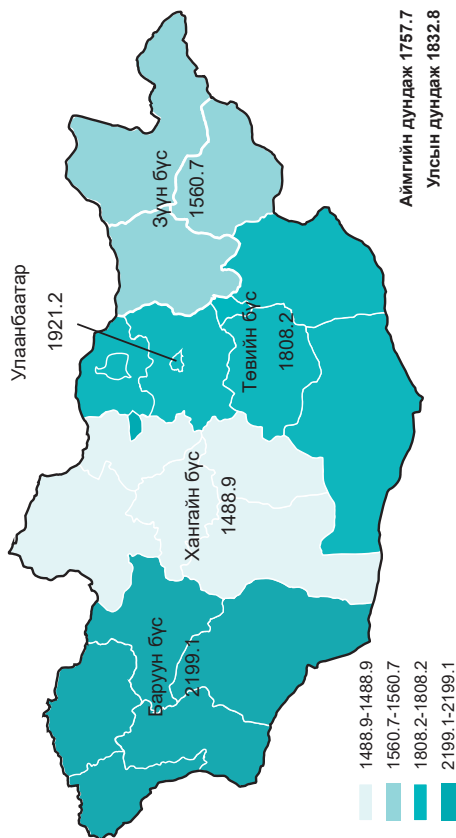 Улаанбаатар
1921.2
Зүүн бүс
1560.7
Төвийн бүс
1808.2
Хангайн бүс
1488.9
Баруун бүс
2199.1
1488.9-1488.9
1560.7-1560.7
1808.2-1808.2
2199.1-2199.1
Аймгийн дундаж 1757.7
Улсын дундаж 1832.8